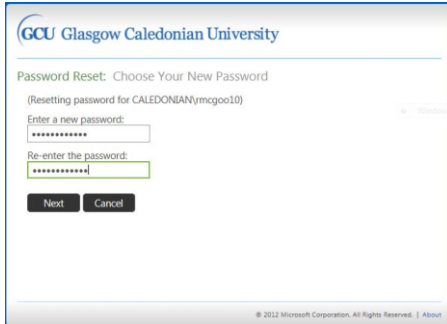 GCU Glasgow Caledonian University
Password Reset: Choose Your New Password
(Resetting password for CALEDONIAN\rmcgoo10)
Enter a new password:
••••••••••••
Re-enter the password:
••••••••••••
Next Cancel
© 2012 Microsoft Corporation. All Rights Reserved. | About